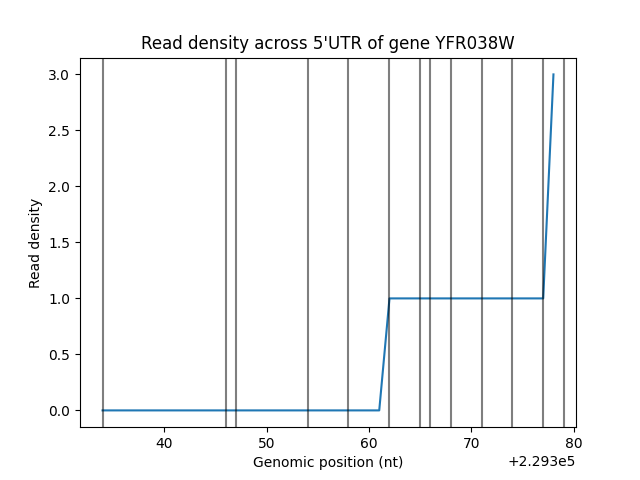 Read density across 5'UTR of gene YFR038W
3.0
2.5
2.0
1.5
1.0
0.5
0.0
Read density
40 50 60 70 80
Genomic position (nt)
+2.293e5